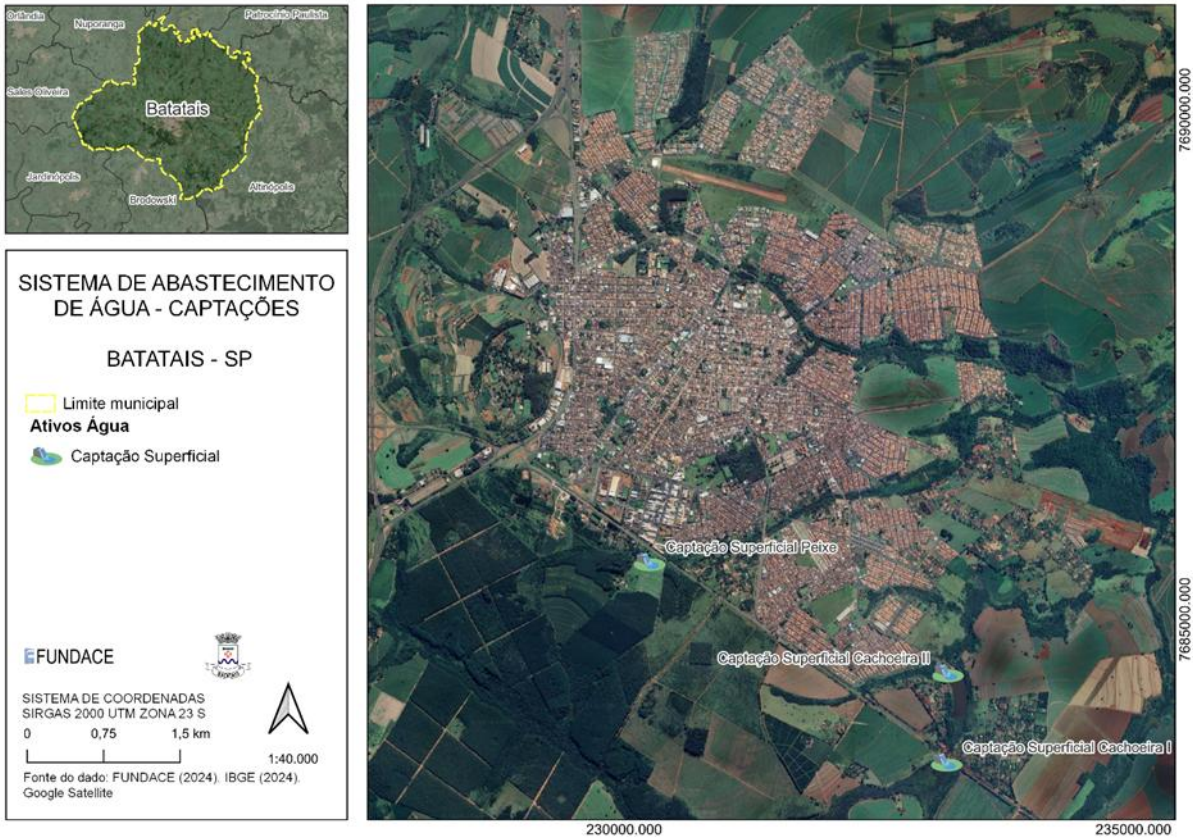 Orlândia
Nuporanga
Patrocínio Paulista
Sales Oliveira
Batatais
Jardinópolis
Brodowski
Altinópolis
SISTEMA DE ABASTECIMENTO
DE ÁGUA - CAPTAÇÕES
BATATAIS - SP
Limite municipal
Ativos Água
Captação Superficial
FUNDACE
SISTEMA DE COORDENADAS
SIRGAS 2000 UTM ZONA 23 S
0 0,75 1,5 km
1:40.000
Fonte do dado: FUNDACE (2024). IBGE (2024).
Google Satellite
Captação Superficial Peixe
Captação Superficial Cachoeira II
Captação Superficial Cachoeira I
7690000.000
7685000.000
230000.000
235000.000